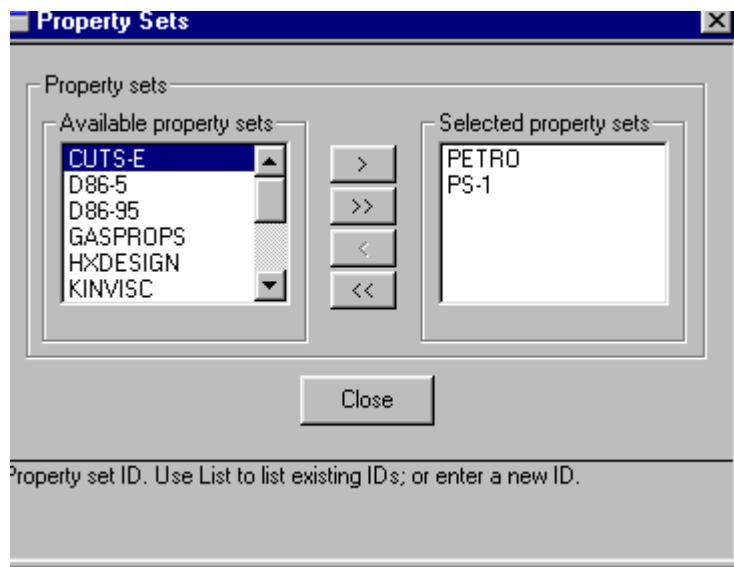 Property Sets
Property sets
Available property sets
CUTS-E
D86-5
D86-95
GASPROPS
HXDESIGN
KINVISC
>
>>
<
<<
Selected property sets
PETRO
PS-1
Close
Property set ID. Use List to list existing IDs; or enter a new ID.